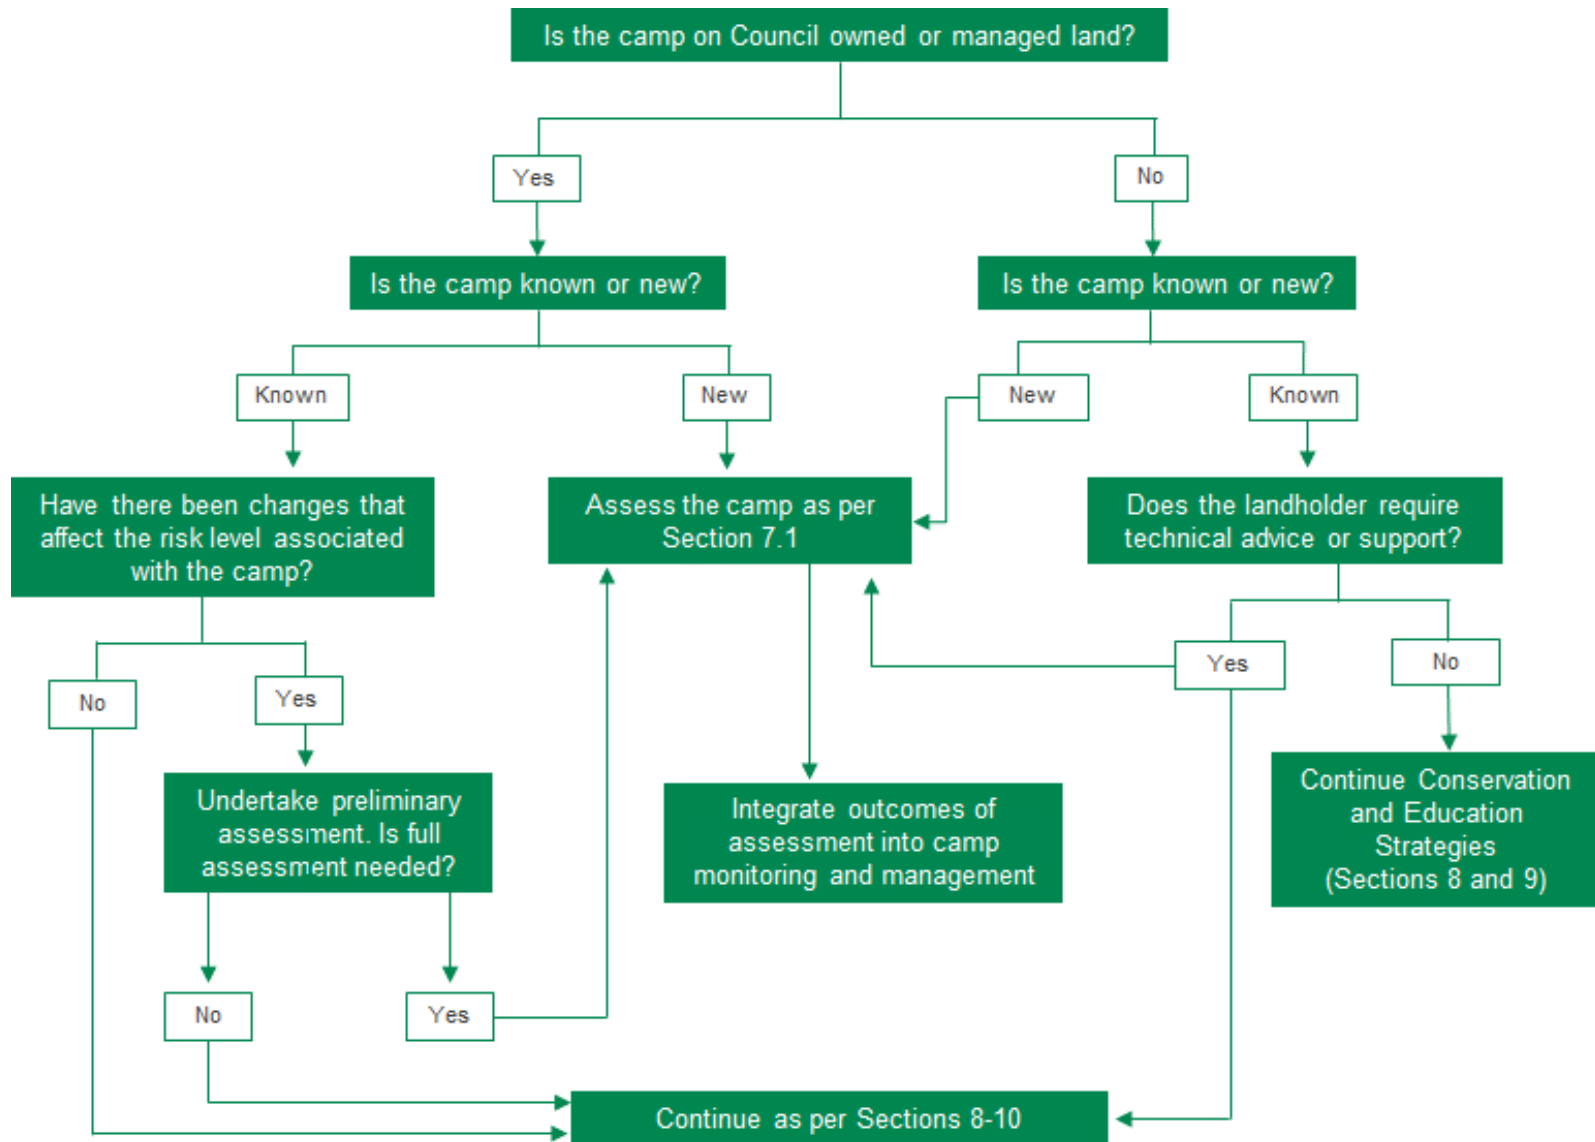 Is the camp on Council owned or managed land?
Yes
No
Is the camp known or new?
Is the camp known or new?
Known
New
New
Known
Have there been changes that
affect the risk level associated
with the camp?
Assess the camp as per
Section 7.1
Does the landholder require
technical advice or support?
No
Yes
Yes
No
Undertake preliminary
assessment. Is full
assessment needed?
Integrate outcomes of
assessment into camp
monitoring and management
Continue Conservation
and Education
Strategies
(Sections 8 and 9)
No
Yes
Continue as per Sections 8-10